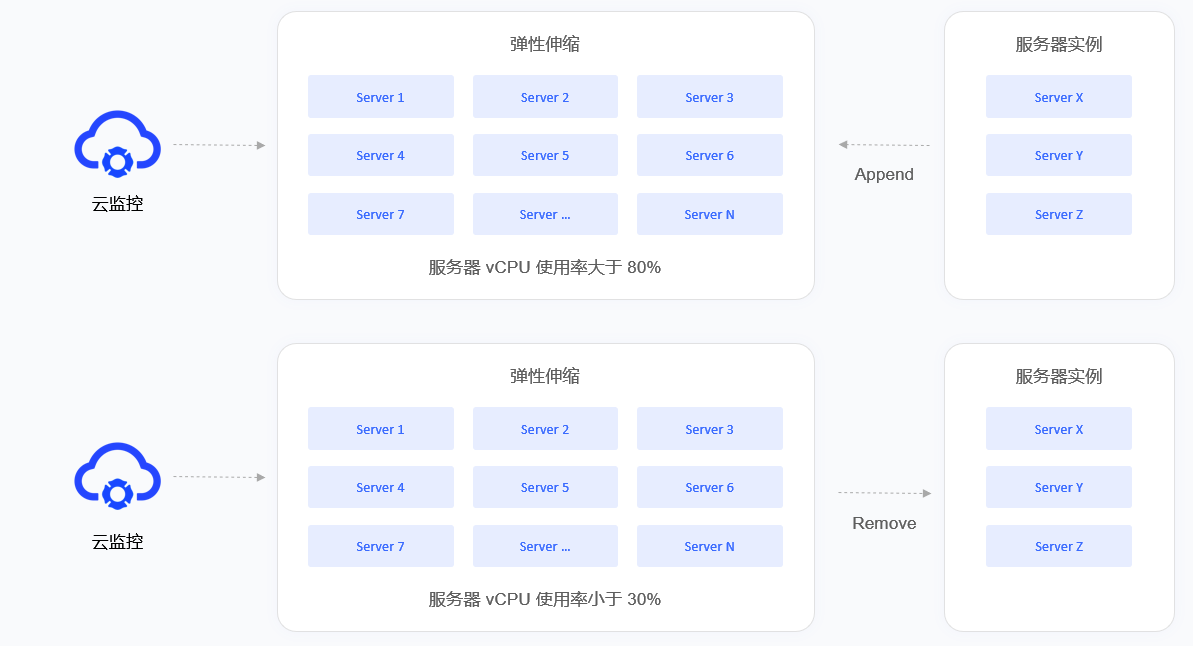 弹性伸缩
Server 1
Server 2
Server 3
Server 4
Server 5
Server 6
Server 7
Server ...
Server N
服务器 vCPU 使用率大于 80%
云监控
Append
服务器实例
Server X
Server Y
Server Z
弹性伸缩
Server 1
Server 2
Server 3
Server 4
Server 5
Server 6
Server 7
Server ...
Server N
服务器 vCPU 使用率小于 30%
云监控
Remove
服务器实例
Server X
Server Y
Server Z